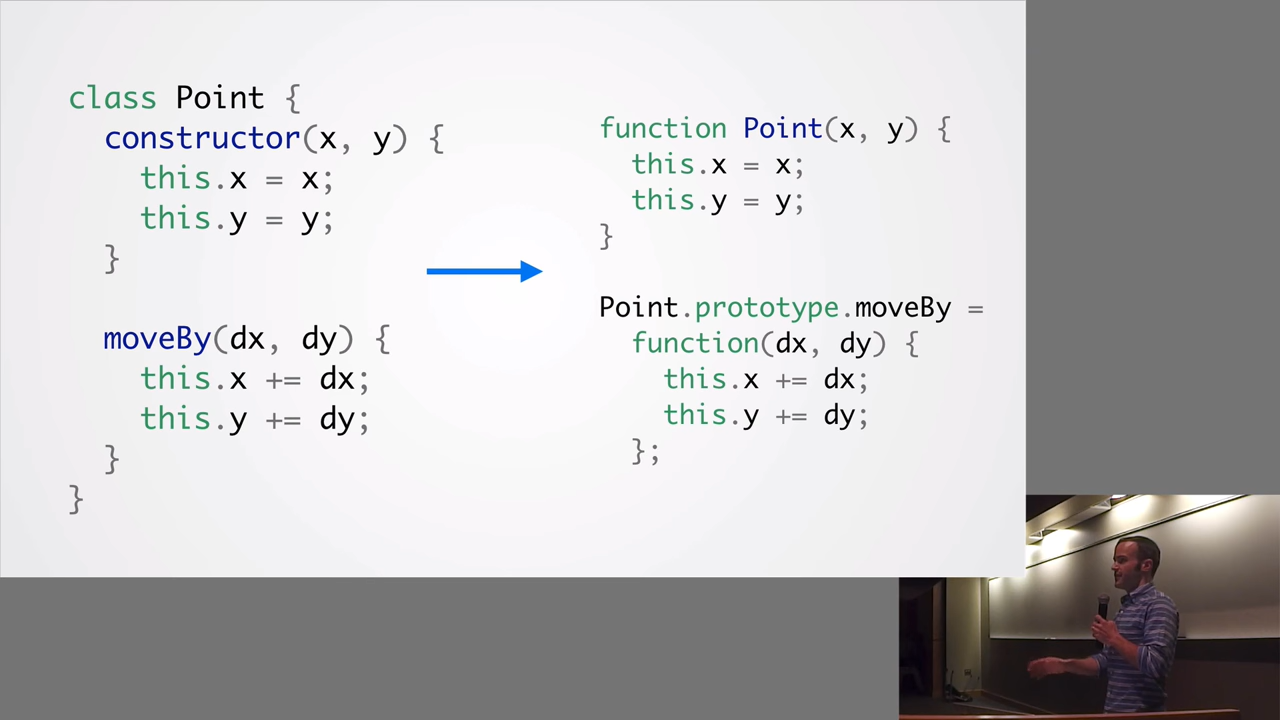 class Point {
constructor(x, y) {
this.x = x;
this.y = y;
}
moveBy(dx, dy) {
this.x += dx;
this.y += dy;
}
}
function Point(x, y) {
this.x = x;
this.y = y;
}
Point.prototype.moveBy =
function(dx, dy) {
this.x += dx;
this.y += dy;
};